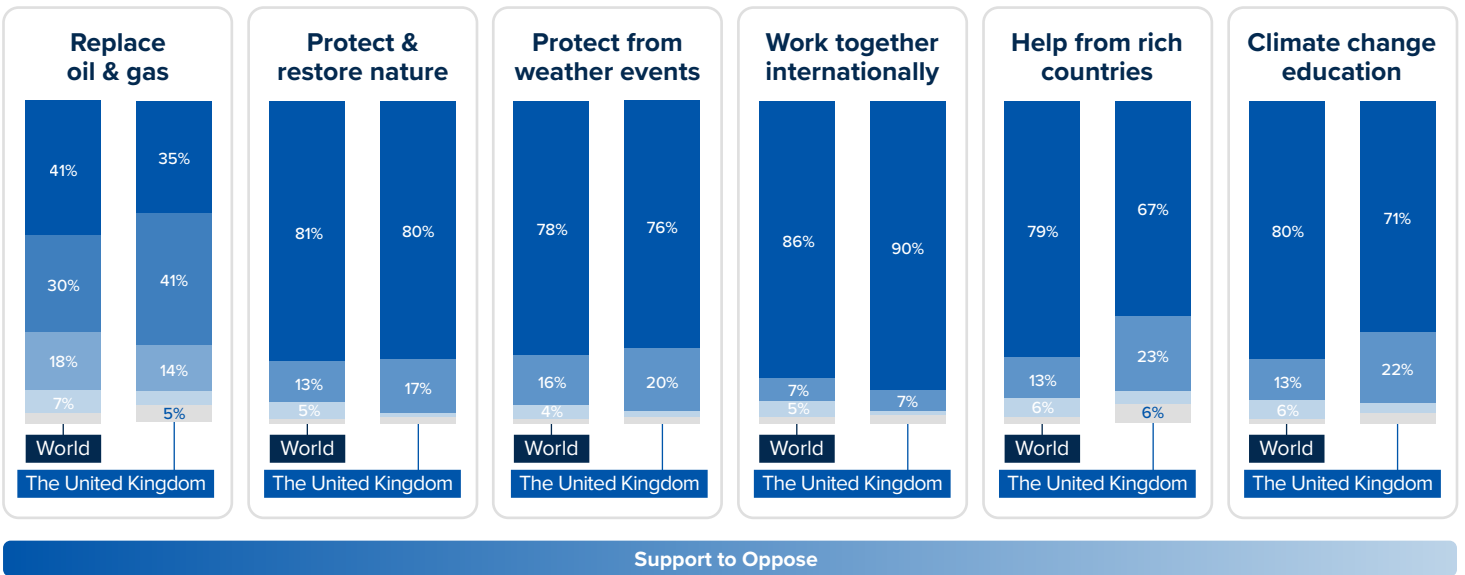 Replace
oil & gas
41%
35%
30%
41%
18%
14%
7%
5%
World
The United Kingdom
Protect &
restore nature
81%
80%
13%
17%
5%
World
The United Kingdom
Protect from
weather events
78%
76%
16%
20%
4%
World
The United Kingdom
Work together
internationally
86%
90%
7%
7%
5%
World
The United Kingdom
Help from rich
countries
79%
67%
13%
23%
6%
6%
World
The United Kingdom
Climate change
education
80%
71%
13%
22%
6%
World
The United Kingdom
Support to Oppose